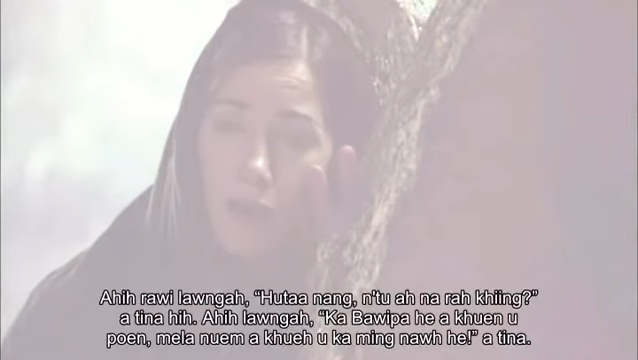 Ahih rawi lawngah, “Hutaa nang, n'tu ah na rah khiing?”
a tina hih. Ahih lawngah, “Ka Bawipa he a khuen u
poen, mela nuem a khueh u ka ming nawh he!” a tina.